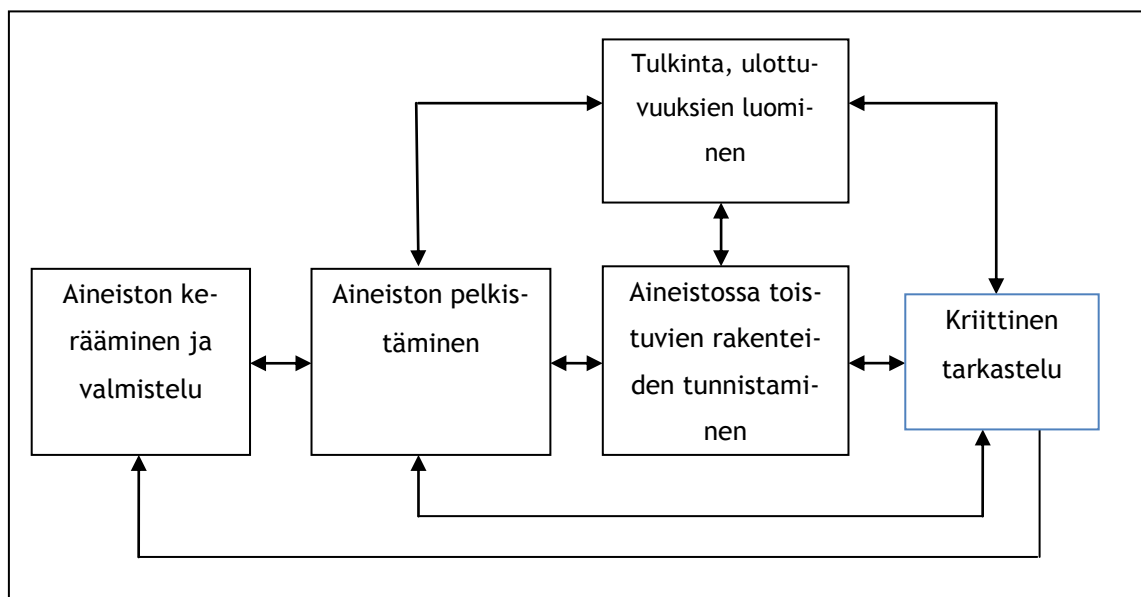 Tulkinta, ulottu-
vuuksien luomi-
nen
Aineiston ke-
rääminen ja
valmistelu
Aineiston pelkis-
täminen
Aineistossa tois-
tuvien rakentei-
den tunnistami-
nen
Kriittinen
tarkastelu